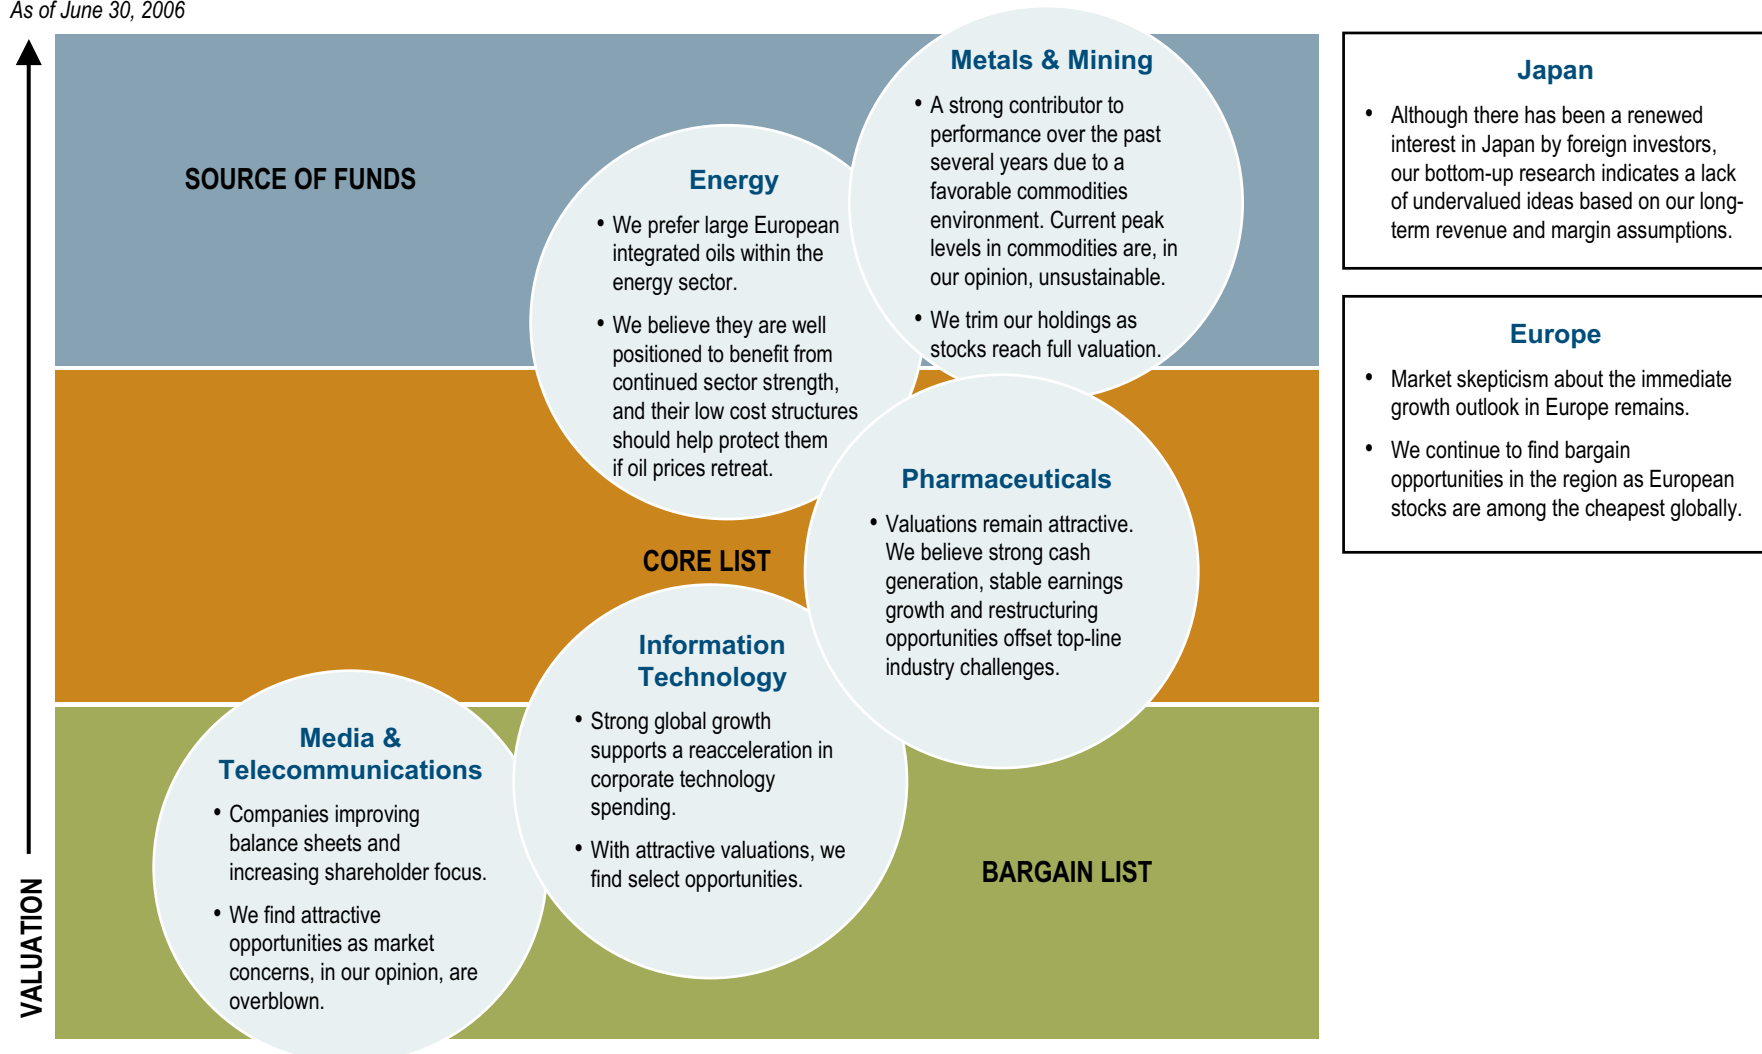 As of June 30, 2006
VALUATION
SOURCE OF FUNDS
Metals & Mining
• A strong contributor to
performance over the past
several years due to a
favorable commodities
environment. Current peak
levels in commodities are, in
our opinion, unsustainable.
• We trim our holdings as
stocks reach full valuation.
Energy
• We prefer large European
integrated oils within the
energy sector.
• We believe they are well
positioned to benefit from
continued sector strength,
and their low cost structures
should help protect them
if oil prices retreat.
CORE LIST
Pharmaceuticals
• Valuations remain attractive.
We believe strong cash
generation, stable earnings
growth and restructuring
opportunities offset top-line
industry challenges.
Information
Technology
• Strong global growth
supports a reacceleration in
corporate technology
spending.
• With attractive valuations, we
find select opportunities.
Media &
Telecommunications
• Companies improving
balance sheets and
increasing shareholder focus.
• We find attractive
opportunities as market
concerns, in our opinion, are
overblown.
BARGAIN LIST
Japan
• Although there has been a renewed
interest in Japan by foreign investors,
our bottom-up research indicates a lack
of undervalued ideas based on our long-
term revenue and margin assumptions.
Europe
• Market skepticism about the immediate
growth outlook in Europe remains.
• We continue to find bargain
opportunities in the region as European
stocks are among the cheapest globally.